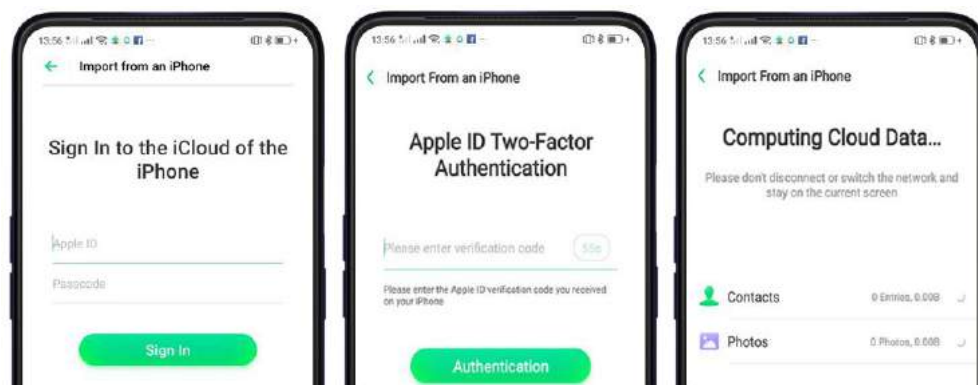 13:56
Import from an iPhone
Sign In to the iCloud of the
iPhone
Apple ID
Passcode
Sign In
13:56
Import From an iPhone
Apple ID Two-Factor
Authentication
Please enter verification code 55s
Please enter the Apple ID verification code you received
on your iPhone
Authentication
13:56
Import From an iPhone
Computing Cloud Data...
Please don't disconnect or switch the network and
stay on the current screen
Contacts 0 Entries, 0.00B
Photos 0 Photos, 0.00B